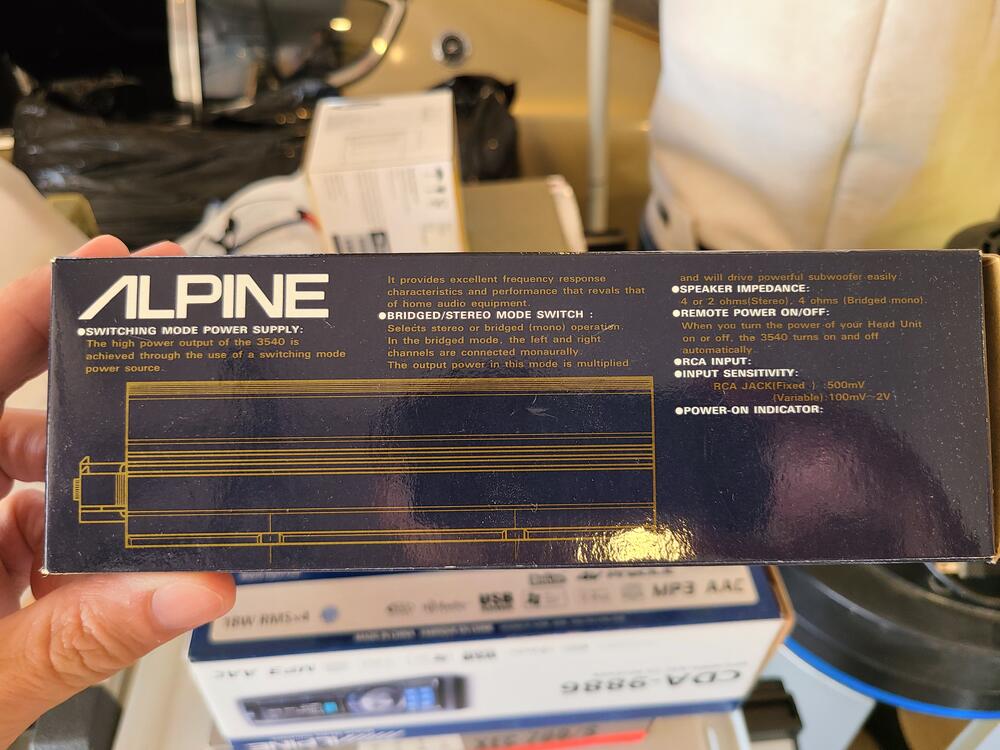 ALPINE
●SWITCHING MODE POWER SUPPLY:
The high power output of the 3540 is
achieved through the use of a switching mode
power source.
It provides excellent frequency response
characteristics and performance that revals that
of home audio equipment.
●BRIDGED/STEREO MODE SWITCH :
Selects stereo or bridged (mono) operation.
In the bridged mode, the left and right
channels are connected monaurally.
The output power in this mode is multiplied
and will drive powerful subwoofer easily.
●SPEAKER IMPEDANCE:
4 or 2 ohms(Stereo), 4 ohms (Bridged mono).
●REMOTE POWER ON/OFF:
When you turn the power of your Head Unit
on or off, the 3540 turns on and off
automatically.
●RCA INPUT:
●INPUT SENSITIVITY:
RCA JACK(Fixed ) :500mV
(Variable):100mV~2V
●POWER-ON INDICATOR:
18W RMS×4
USB
MP3 AAC
MP3 AAC
USB
CDA-9886
ALPINE